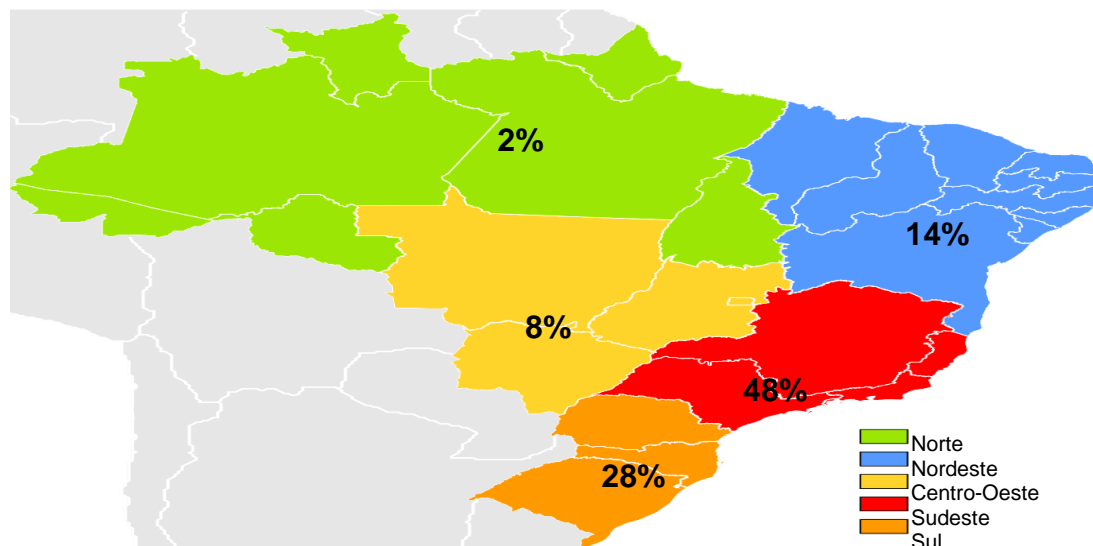 2%
14%
8%
48%
28%
Norte
Nordeste
Centro-Oeste
Sudeste
Sul